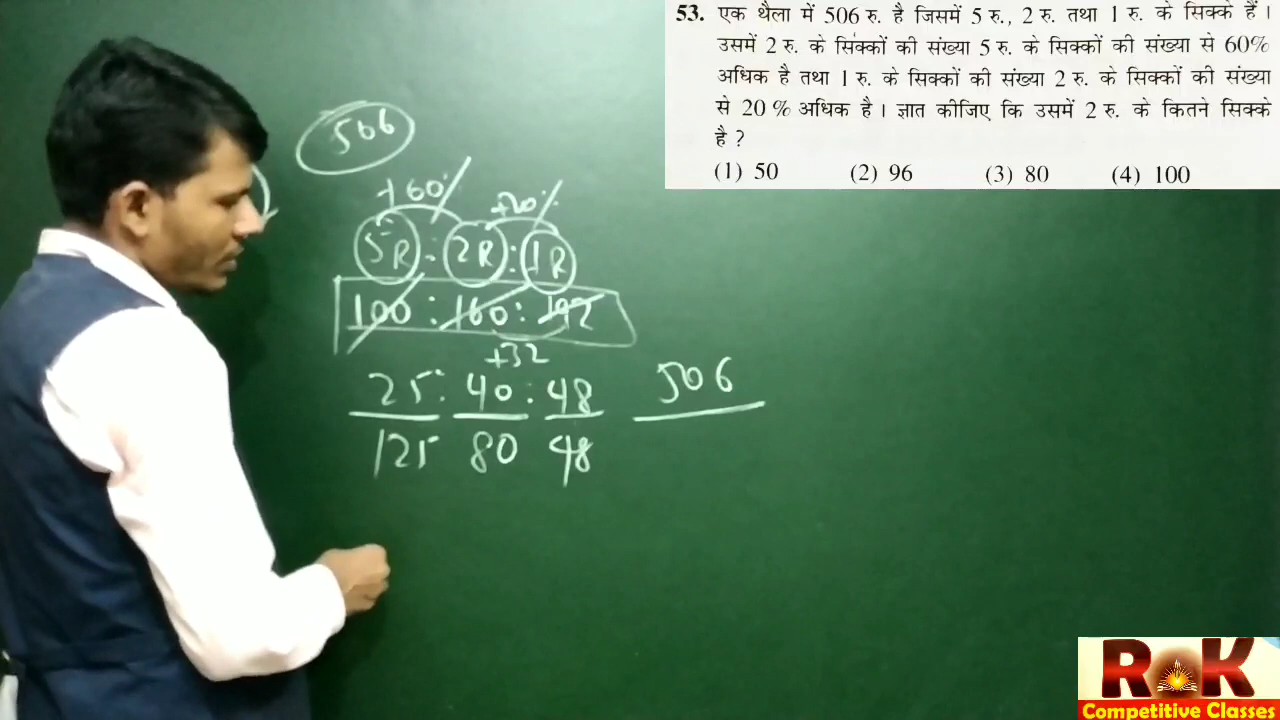 53. एक थैला में 506 रु. है जिसमें 5 रु., 2 रु. तथा 1 रु. के सिक्के हैं।
उसमें 2 रु. के सिक्कों की संख्या 5 रु. के सिक्कों की संख्या से 60%
अधिक है तथा 1 रु. के सिक्कों की संख्या 2 रु. के सिक्कों की संख्या
से 20 % अधिक है। ज्ञात कीजिए कि उसमें 2 रु. के कितने सिक्के
है ?
(1) 50 (2) 96 (3) 80 (4) 100
506
+60% +20%
5R : 2R : 1R
100 : 160 : 192
+32
25 : 40 : 48 506
125 80 48
RK
Competitive Classes